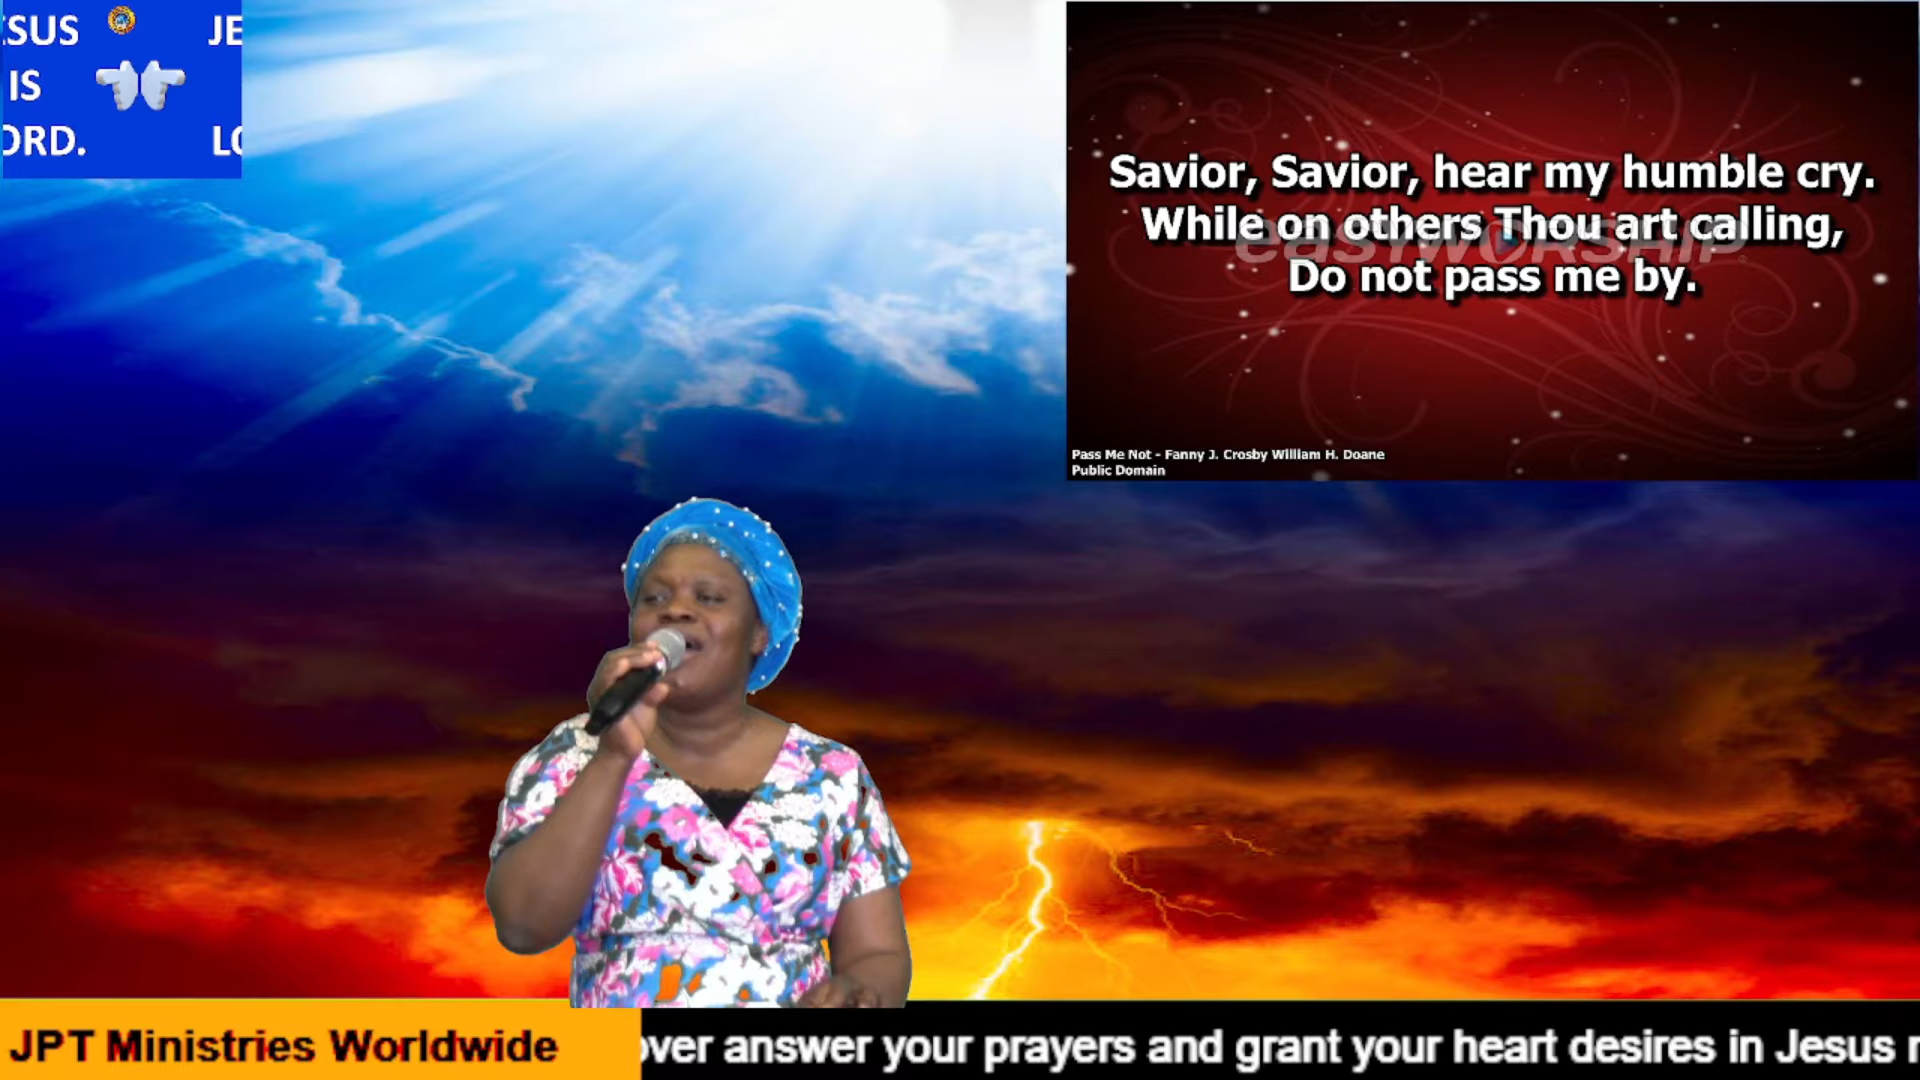 SUS JE
IS
ORD. LO
Savior, Savior, hear my humble cry.
While on others Thou art calling,
Do not pass me by.
easyworship
Pass Me Not - Fanny J. Crosby William H. Doane
Public Domain
JPT Ministries Worldwide
over answer your prayers and grant your heart desires in Jesus